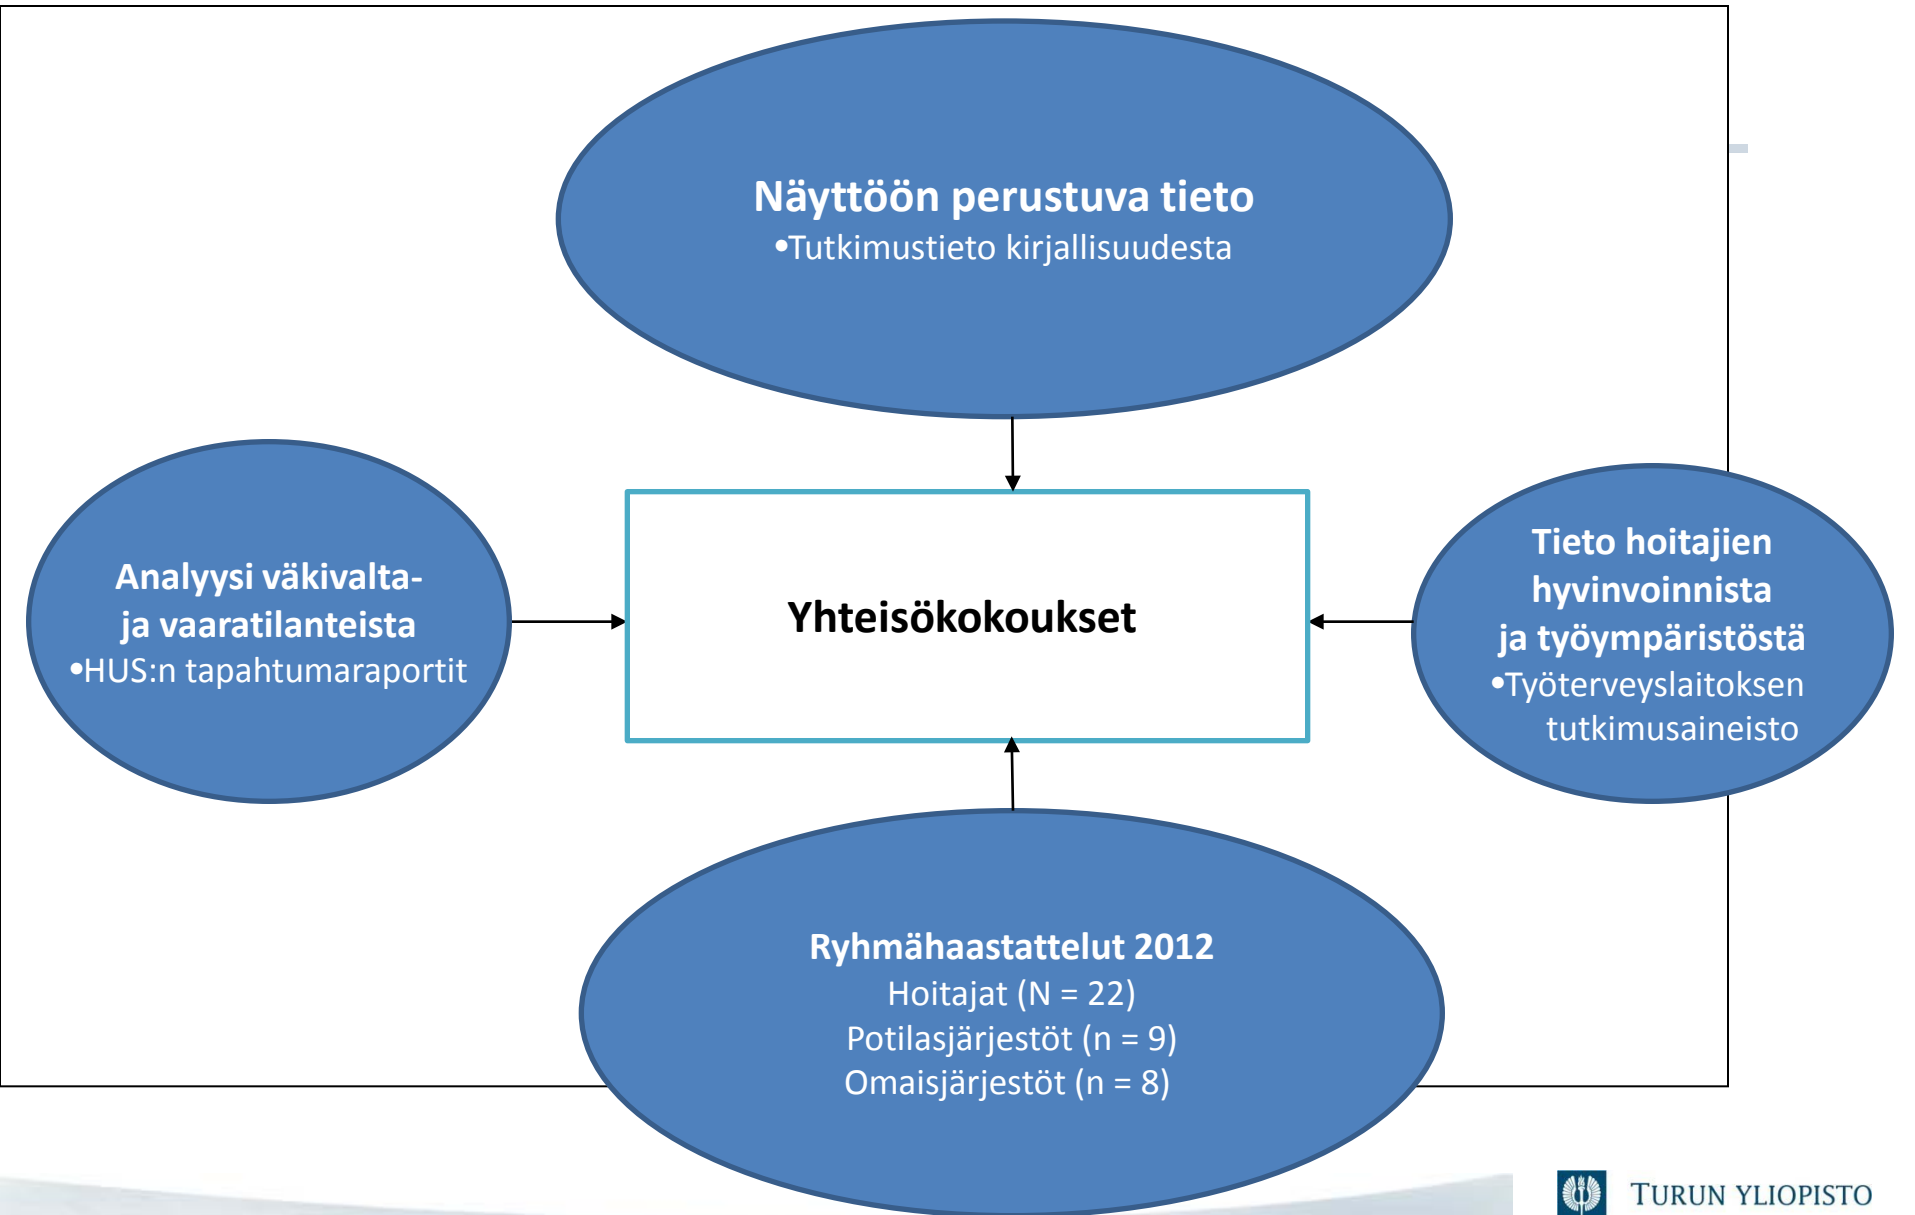 Näyttöön perustuva tieto
•Tutkimustieto kirjallisuudesta
Analyysi väkivalta-
ja vaaratilanteista
•HUS:n tapahtumaraportit
Yhteisökokoukset
Tieto hoitajien
hyvinvoinnista
ja työympäristöstä
•Työterveyslaitoksen
tutkimusaineisto
Ryhmähaastattelut 2012
Hoitajat (N = 22)
Potilasjärjestöt (n = 9)
Omaisjärjestöt (n = 8)
TURUN YLIOPISTO